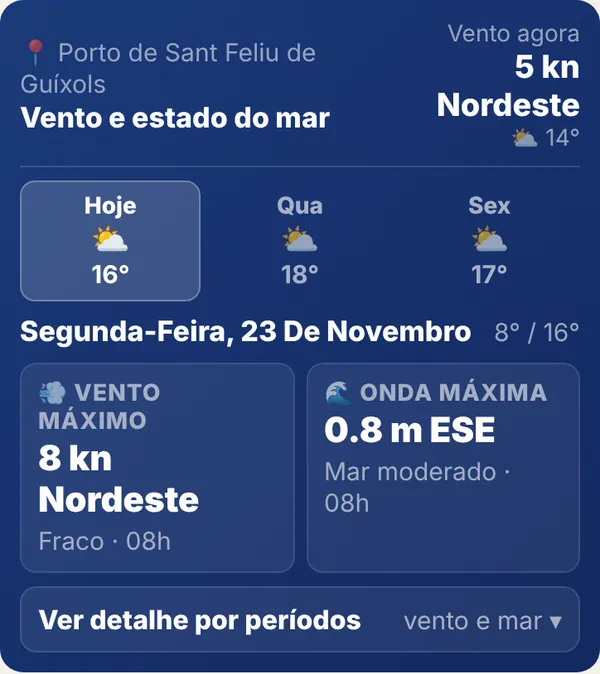 📍 Porto de Sant Feliu de
Guíxols
Vento e estado do mar
Vento agora
5 kn
Nordeste
⛅ 14°
Hoje
⛅
16°
Qua
⛅
18°
Sex
⛅
17°
Segunda-Feira, 23 De Novembro 8° / 16°
💨 VENTO
MÁXIMO
8 kn
Nordeste
Fraco · 08h
🌊 ONDA MÁXIMA
0.8 m ESE
Mar moderado ·
08h
Ver detalhe por períodos vento e mar ▾